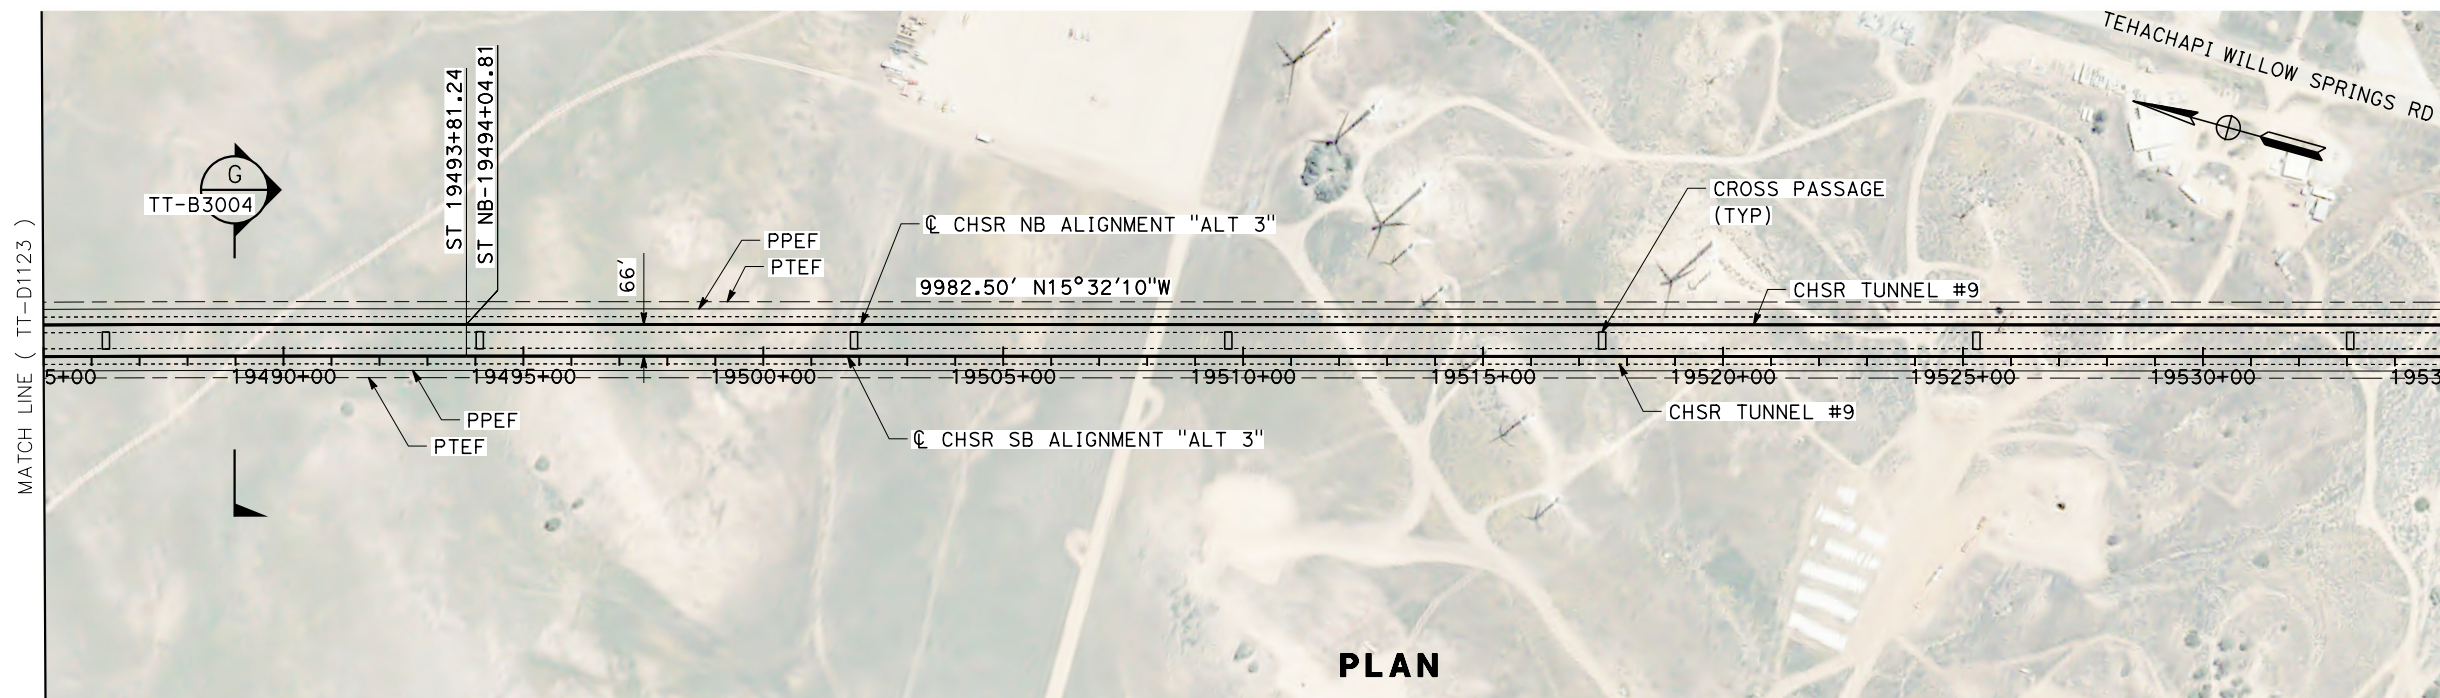 TEHACHAPI WILLOW SPRINGS RD
ST 19493+81.24
ST NB-19494+04.81
G
TT-B3004
MATCH LINE ( TT-D1123 )
CROSS PASSAGE
(TYP)
℄ CHSR NB ALIGNMENT "ALT 3"
PPEF
PTEF
66'
9982.50' N15°32'10"W
CHSR TUNNEL #9
5+00
19490+00
19495+00
19500+00
19505+00
19510+00
19515+00
19520+00
19525+00
19530+00
1953
CHSR TUNNEL #9
PPEF
PTEF
℄ CHSR SB ALIGNMENT "ALT 3"
PLAN